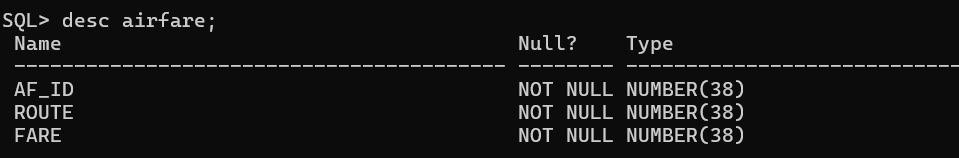 SQL> desc airfare;
Name Null? Type
----------------------------------------- -------- ----------------------------
AF_ID NOT NULL NUMBER(38)
ROUTE NOT NULL NUMBER(38)
FARE NOT NULL NUMBER(38)